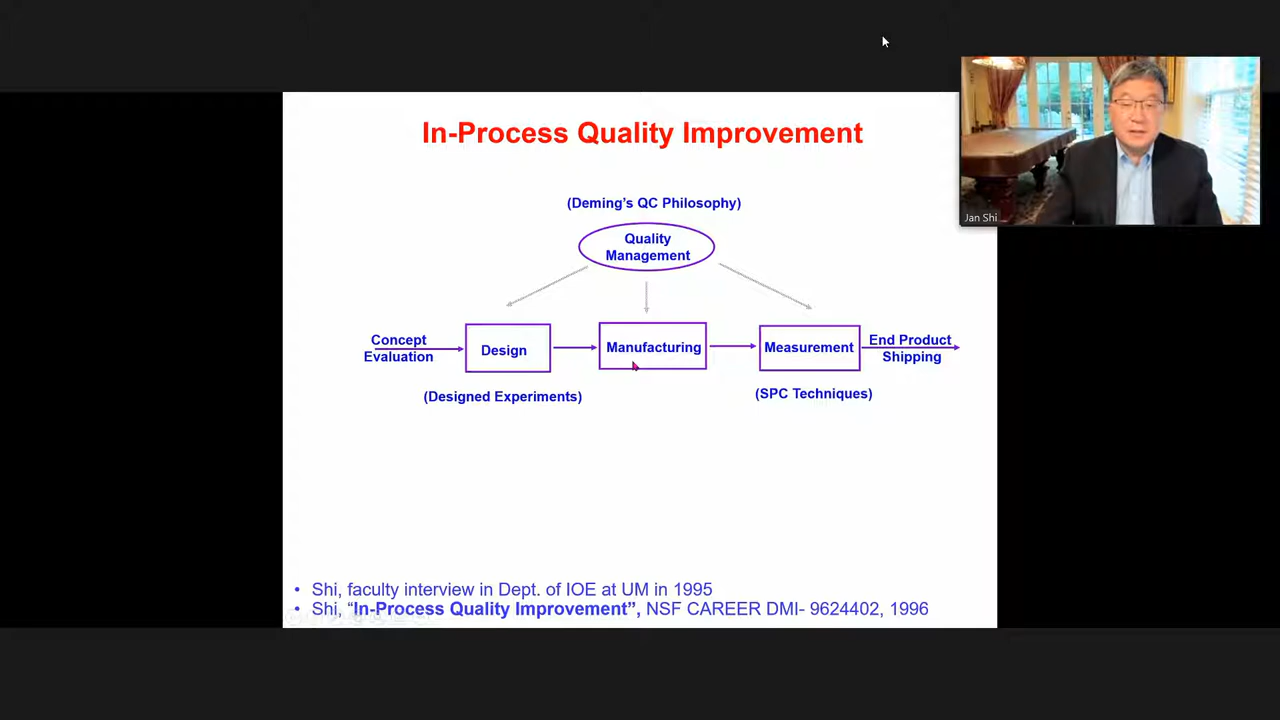 In-Process Quality Improvement
(Deming's QC Philosophy)
Quality
Management
Concept
Evaluation
Design
Manufacturing
Measurement
End Product
Shipping
(Designed Experiments)
(SPC Techniques)
• Shi, faculty interview in Dept. of IOE at UM in 1995
• Shi, “In-Process Quality Improvement”, NSF CAREER DMI- 9624402, 1996
Jan Shi